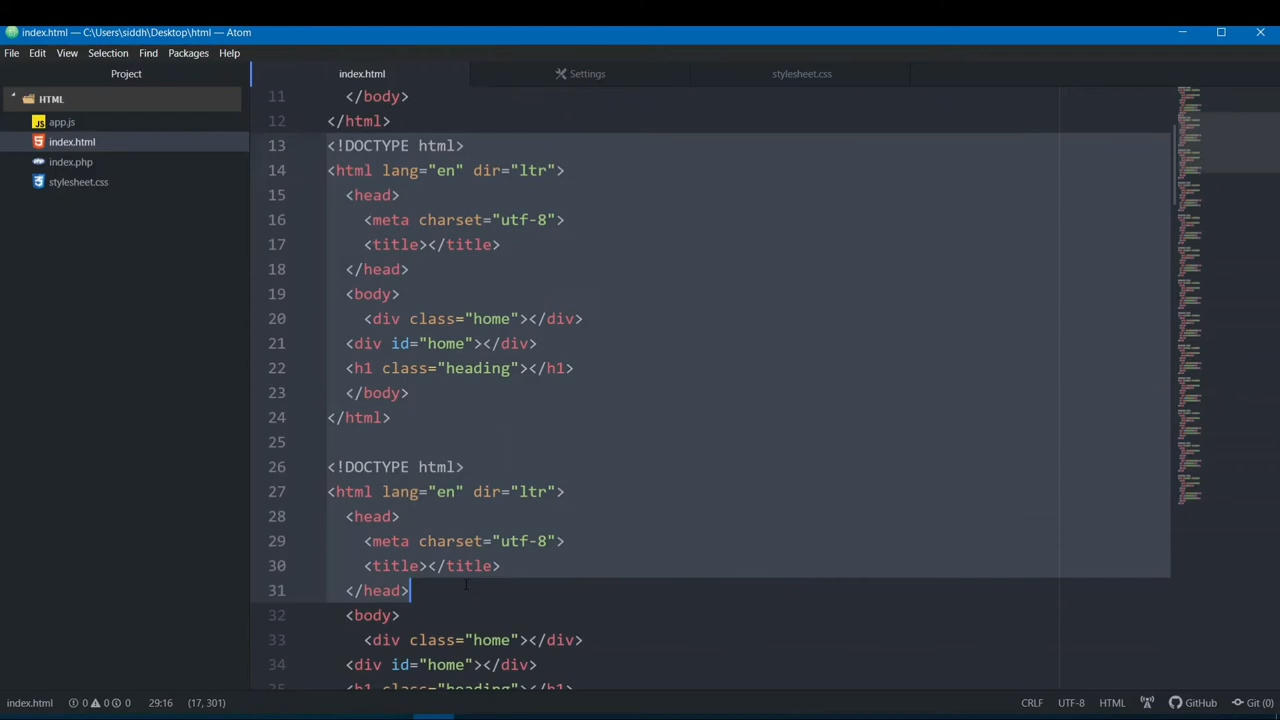 index.html — C:\Users\siddh\Desktop\html — Atom
File Edit View Selection Find Packages Help
Project
index.html
Settings
stylesheet.css
HTML
app.js
index.html
index.php
stylesheet.css
11 </body>
12 </html>
13 <!DOCTYPE html>
14 <html lang="en" dir="ltr">
15 <head>
16 <meta charset="utf-8">
17 <title></title>
18 </head>
19 <body>
20 <div class="home"></div>
21 <div id="home"></div>
22 <h1 class="heading"></h1>
23 </body>
24 </html>
25
26 <!DOCTYPE html>
27 <html lang="en" dir="ltr">
28 <head>
29 <meta charset="utf-8">
30 <title></title>
31 </head>
32 <body>
33 <div class="home"></div>
34 <div id="home"></div>
35 <h1 class="heading"></h1>
index.html 0 0 0 29:16 (17, 301) CRLF UTF-8 HTML GitHub Git (0)